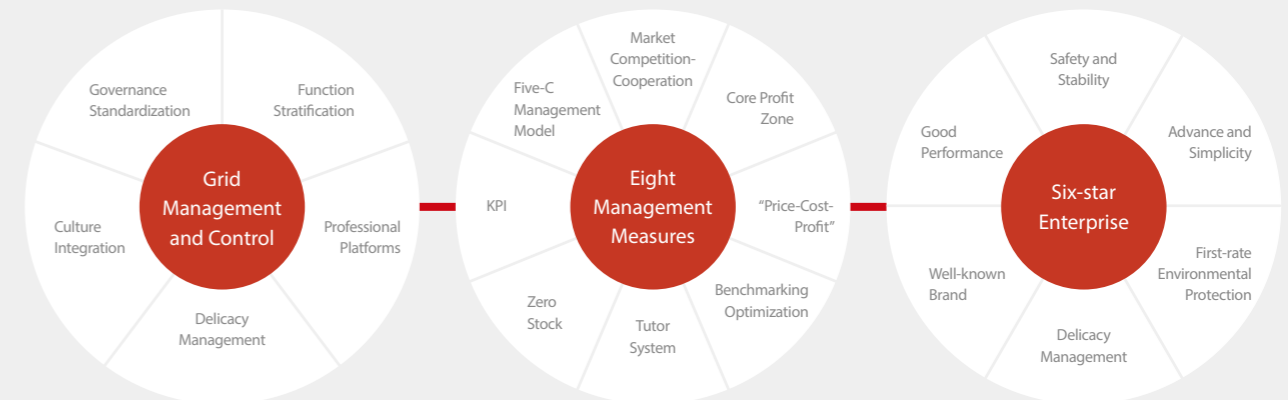 Governance
Standardization
Function
Stratification
Culture
Integration
Grid
Management
and Control
Professional
Platforms
Delicacy
Management
Market
Competition-
Cooperation
Five-C
Management
Model
Core Profit
Zone
KPI
Eight
Management
Measures
“Price-Cost-
Profit”
Zero
Stock
Tutor
System
Benchmarking
Optimization
Safety and
Stability
Good
Performance
Advance and
Simplicity
Six-star
Enterprise
Well-known
Brand
First-rate
Environmental
Protection
Delicacy
Management